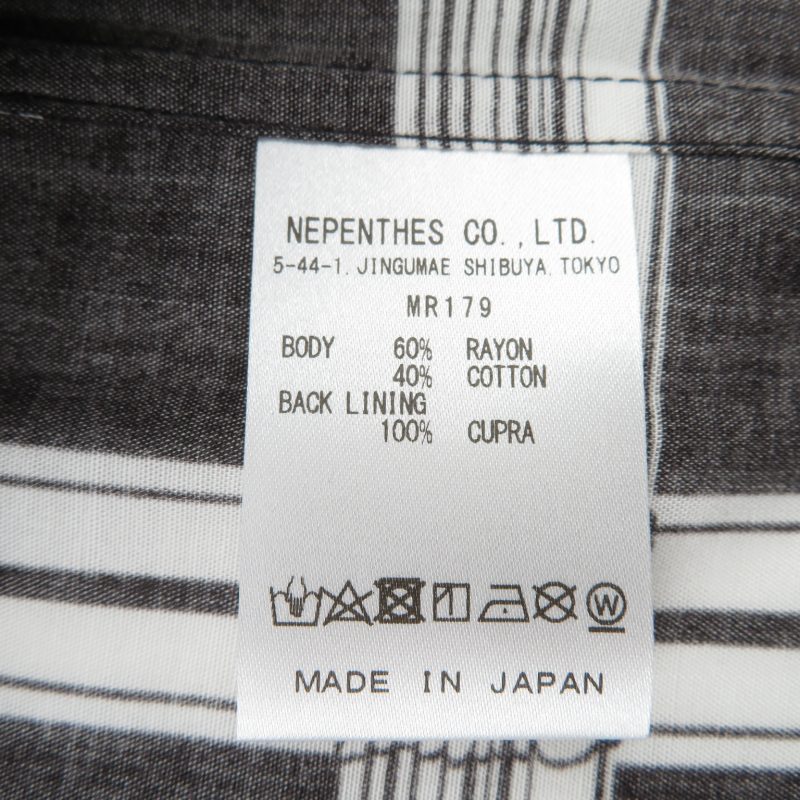 NEPENTHES CO.,LTD.
5-44-1.JINGUMAE SHIBUYA.TOKYO
MR179
BODY 60% RAYON
40% COTTON
BACK LINING
100% CUPRA
W
MADE IN JAPAN